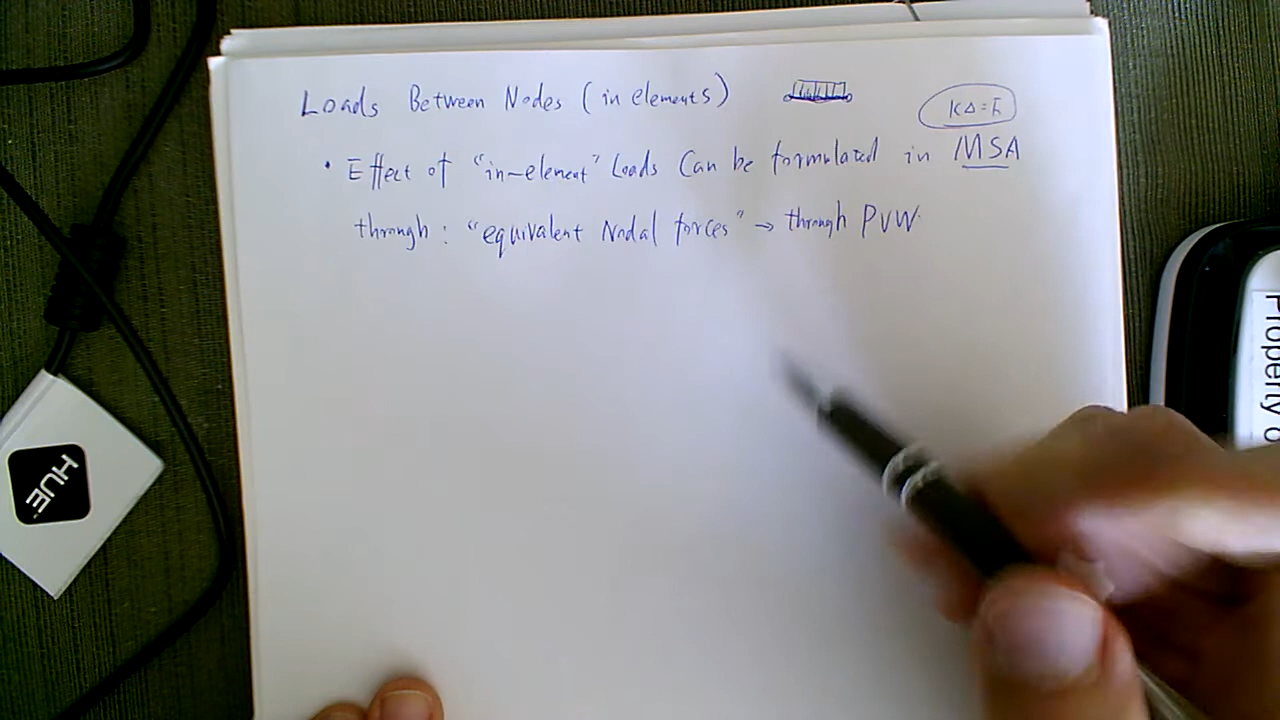 Loads Between Nodes (in elements)
KΔ=F
• Effect of "in-element" Loads Can be formulated in MSA
through: "equivalent Nodal forces" → through PVW
HUE
Property o